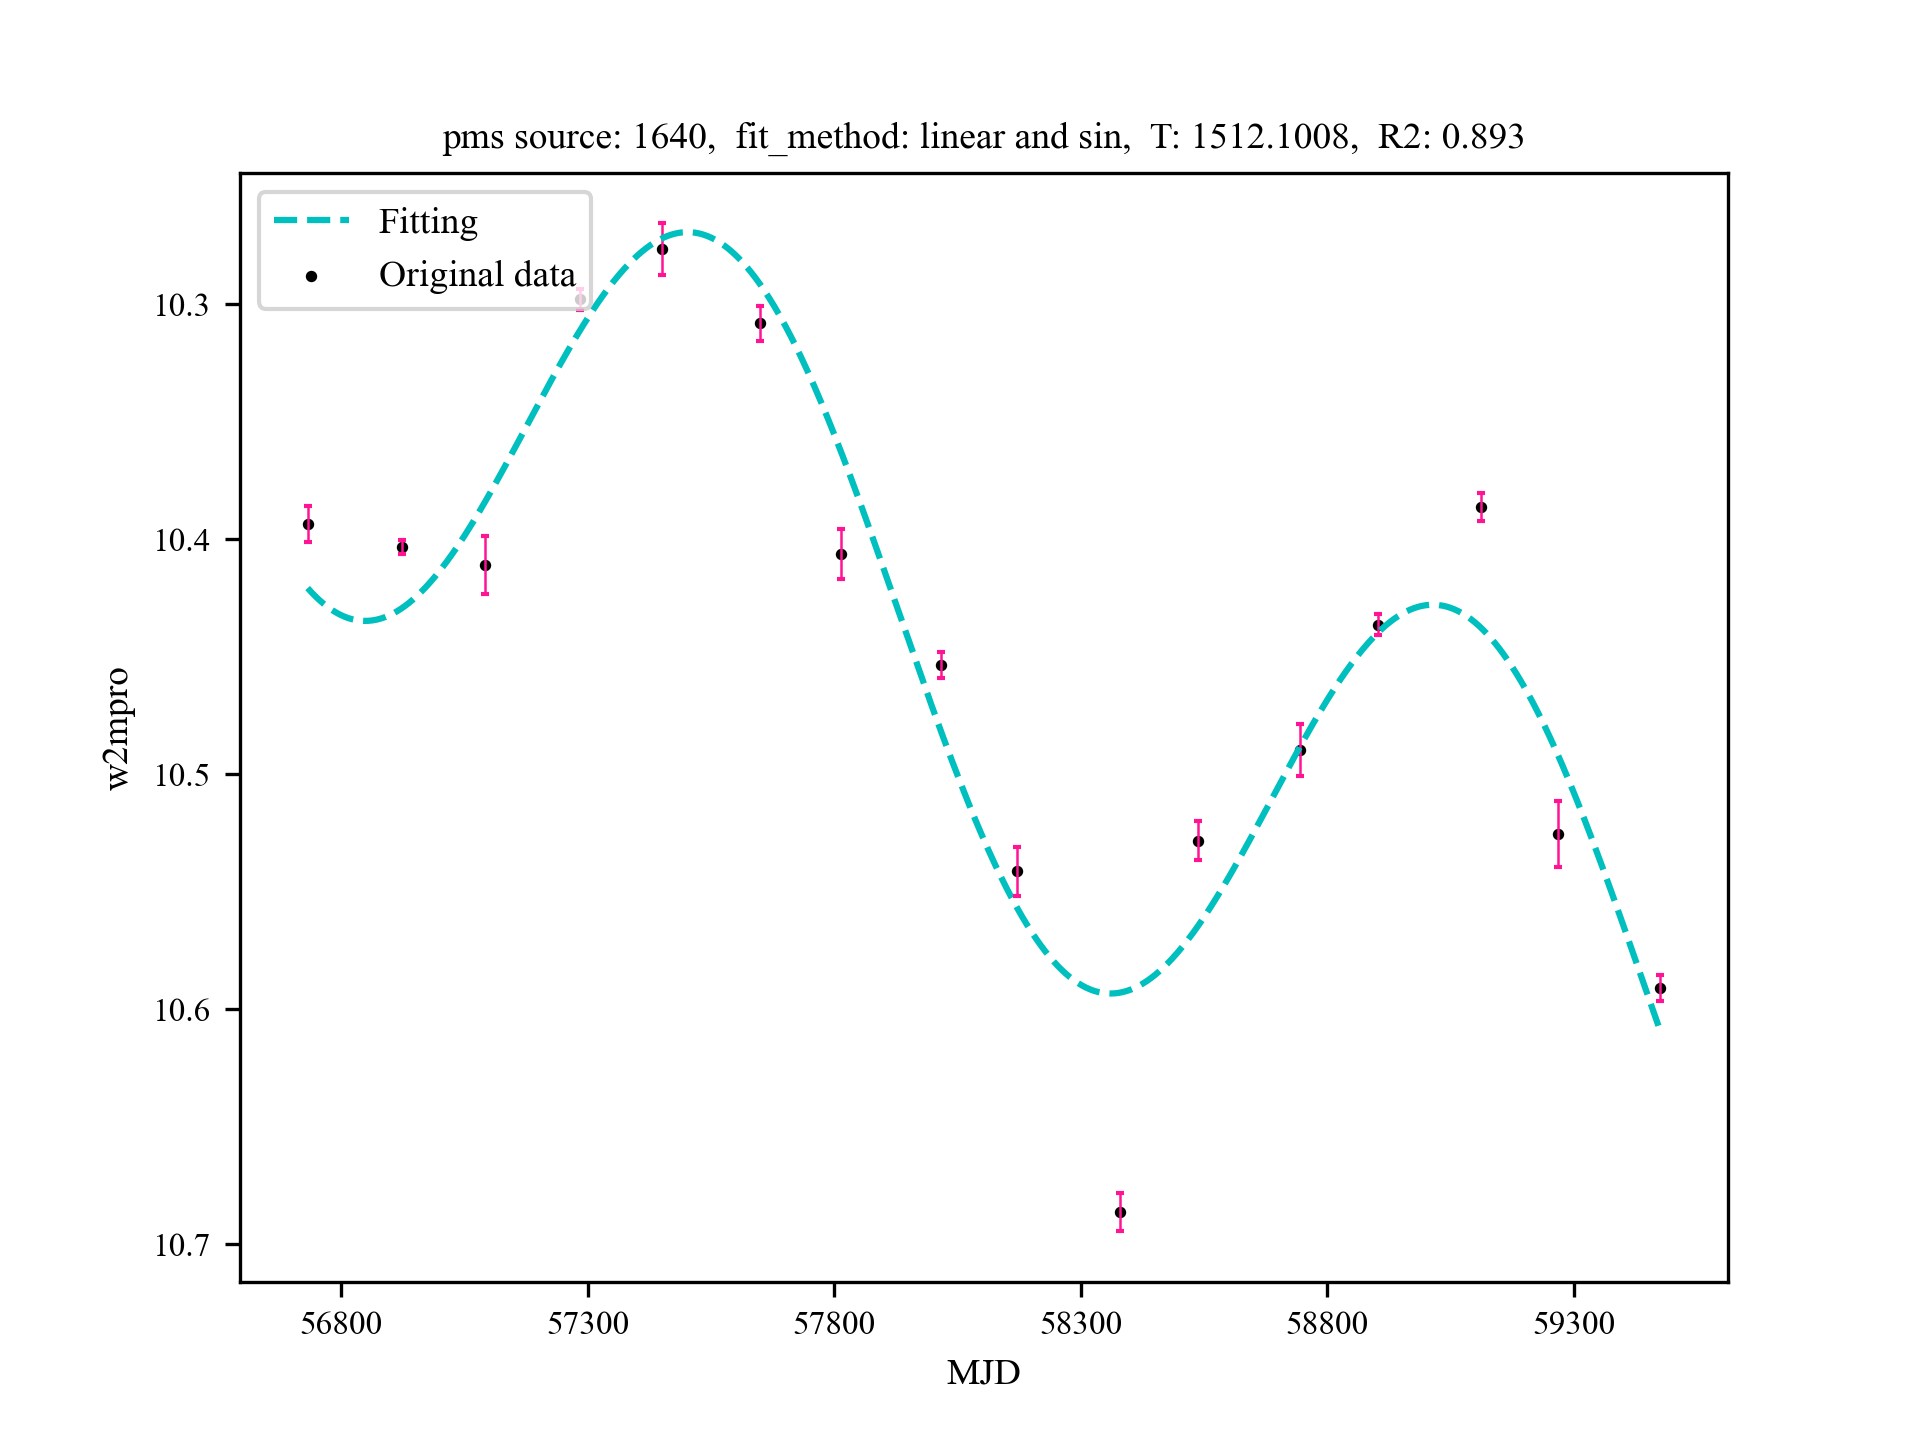 pms source: 1640,  fit_method: linear and sin,  T: 1512.1008,  R2: 0.893
Fitting
Original data
10.3
10.4
10.5
10.6
10.7
w2mpro
56800 57300 57800 58300 58800 59300
MJD